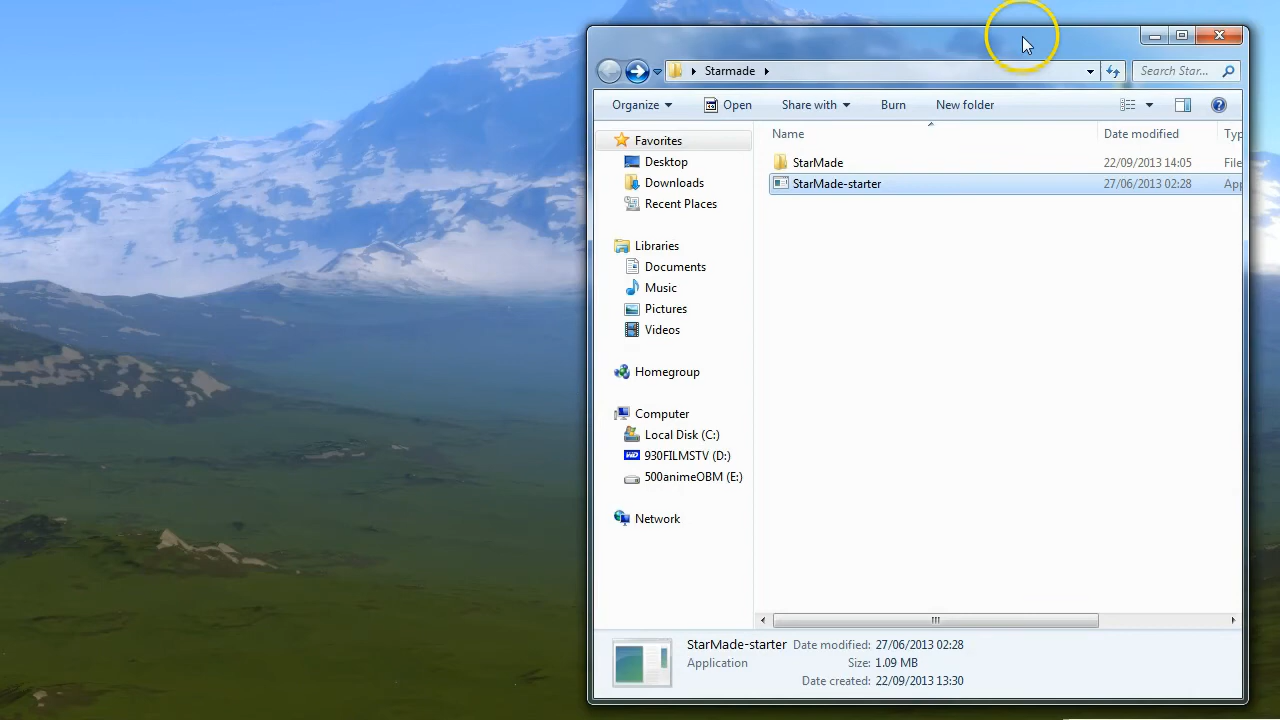 Starmade
Search Star...
Organize
Open
Share with
Burn
New folder
Name
Date modified
Typ
Favorites
Desktop
Downloads
Recent Places
Libraries
Documents
Music
Pictures
Videos
Homegroup
Computer
Local Disk (C:)
WD 930FILMSTV (D:)
500animeOBM (E:)
Network
StarMade 22/09/2013 14:05 File
StarMade-starter 27/06/2013 02:28 App
StarMade-starter Date modified: 27/06/2013 02:28
Application Size: 1.09 MB
Date created: 22/09/2013 13:30